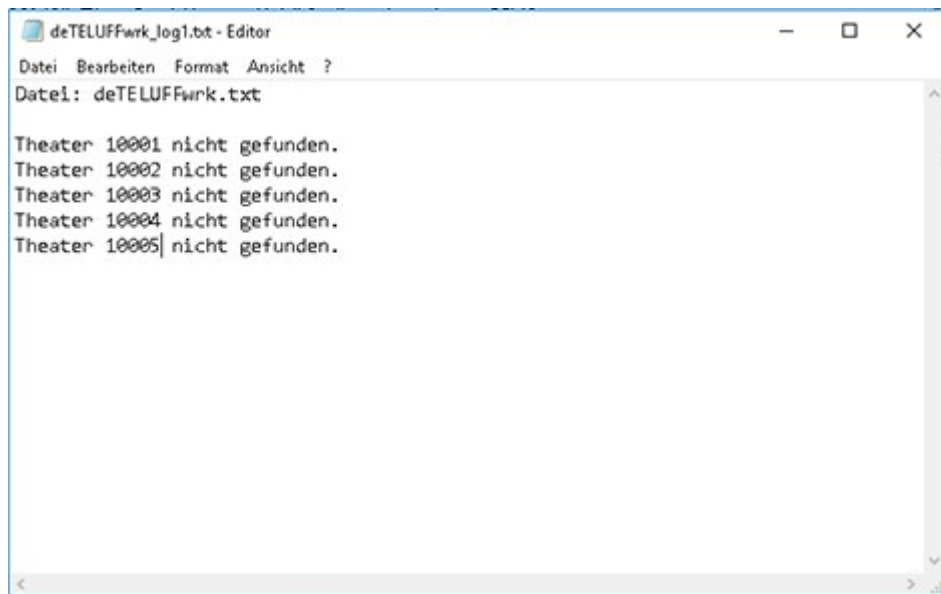 deTELUFFwrk_log1.txt - Editor
Datei Bearbeiten Format Ansicht ?
Datei: deTELUFFwrk.txt
Theater 10001 nicht gefunden.
Theater 10002 nicht gefunden.
Theater 10003 nicht gefunden.
Theater 10004 nicht gefunden.
Theater 10005 nicht gefunden.